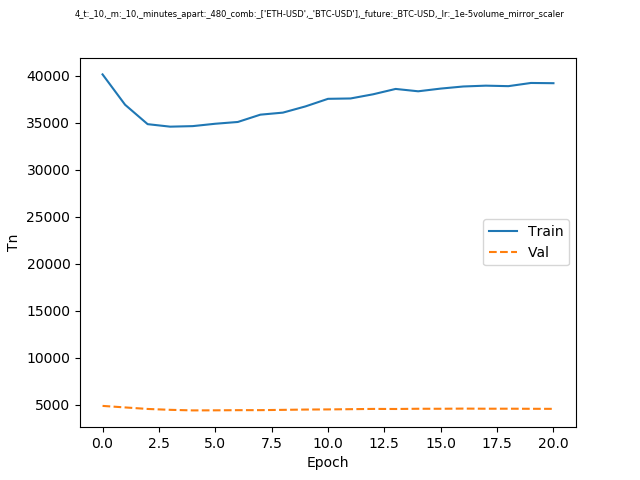 4_t:_10,_m:_10,_minutes_apart:_480_comb:_['ETH-USD',_'BTC-USD'],_future:_BTC-USD,_lr:_1e-5volume_mirror_scaler
40000
35000
30000
25000
20000
15000
10000
5000
Tn
Train
Val
0.0 2.5 5.0 7.5 10.0 12.5 15.0 17.5 20.0
Epoch